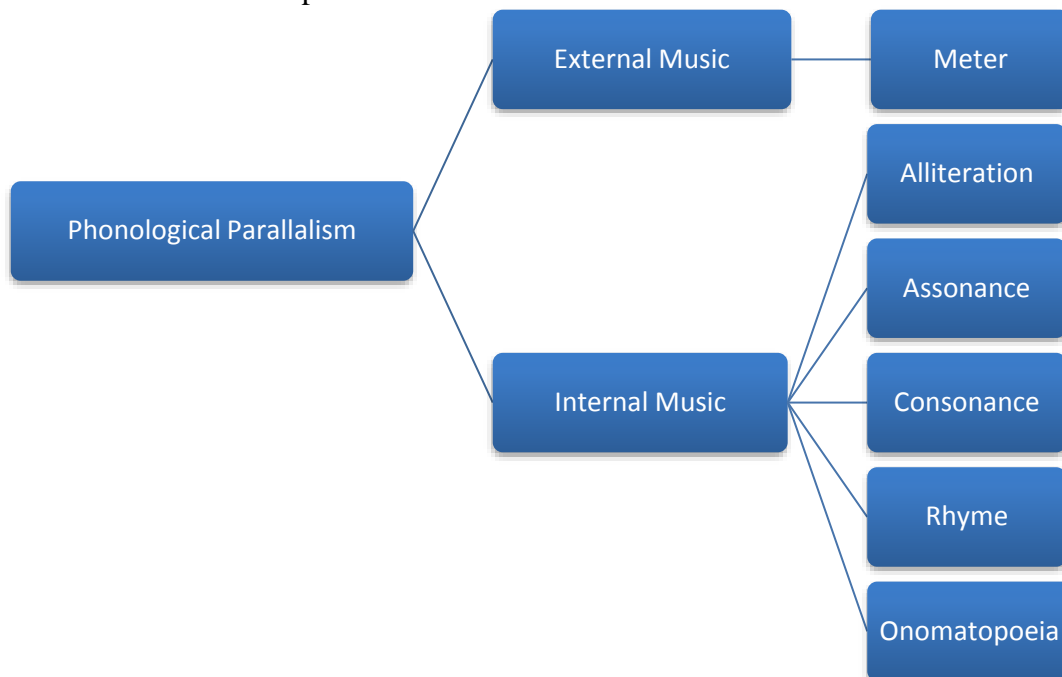 External Music
Meter
Alliteration
Phonological Parallalism
Assonance
Internal Music
Consonance
Rhyme
Onomatopoeia